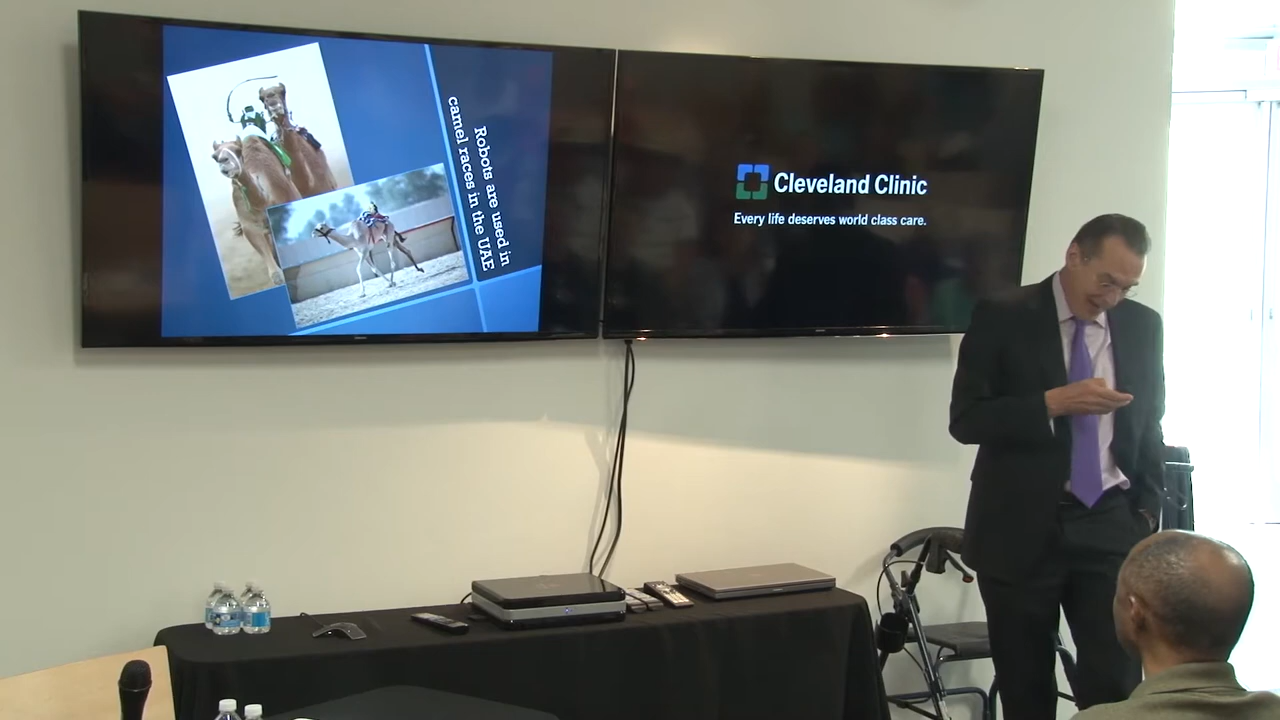 Robots are used in
camel races in the UAE
Cleveland Clinic
Every life deserves world class care.